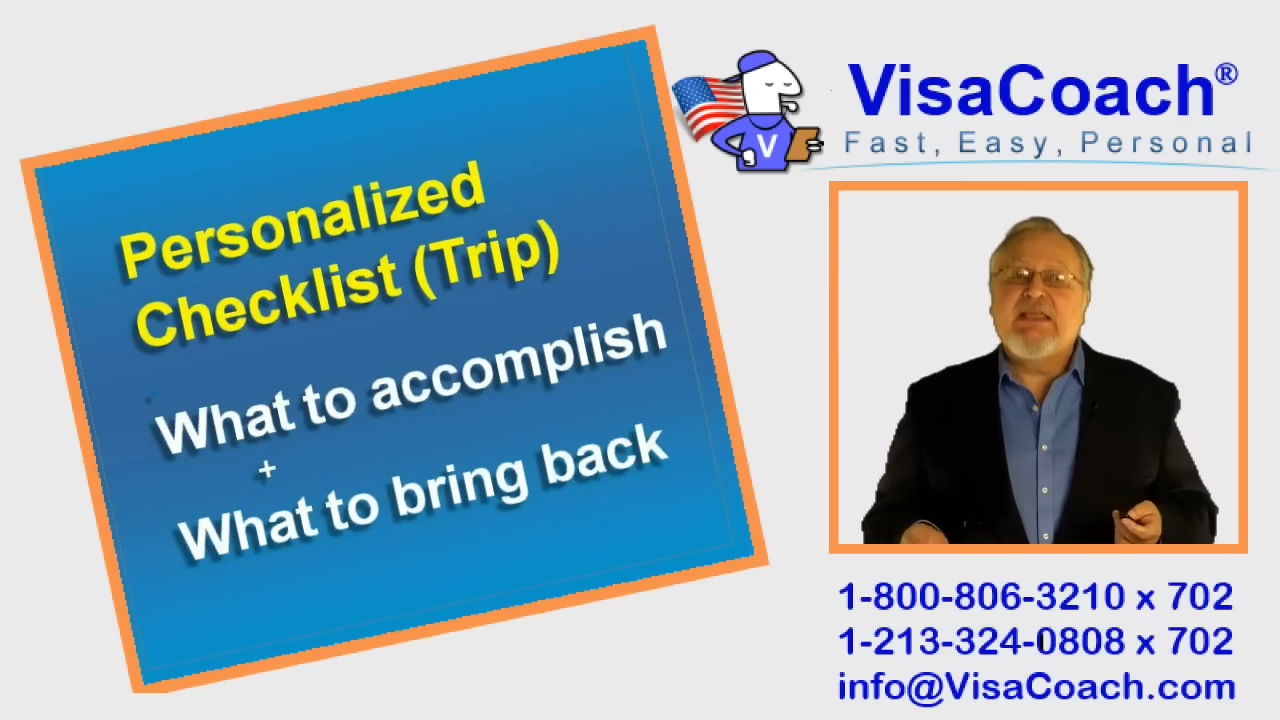 Personalized
Checklist (Trip)
What to accomplish
+
What to bring back
VisaCoach®
Fast, Easy, Personal
V
1-800-806-3210 x 702
1-213-324-0808 x 702
info@VisaCoach.com